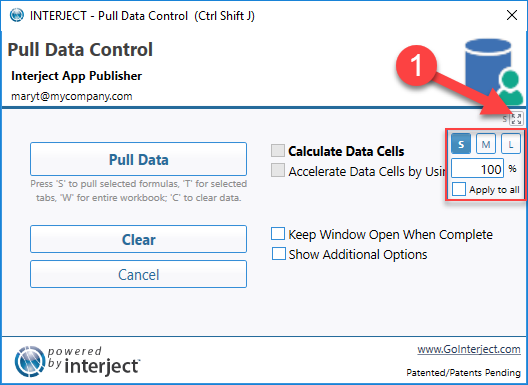 INTERJECT - Pull Data Control (Ctrl Shift J)
Pull Data Control
Interject App Publisher
maryt@mycompany.com
1
S
S M L
100 %
Apply to all
Pull Data
Press 'S' to pull selected formulas, 'T' for selected
tabs, 'W' for entire workbook; 'C' to clear data.
Calculate Data Cells
Accelerate Data Cells by Usin
Clear
Cancel
Keep Window Open When Complete
Show Additional Options
powered
by interject™
www.GoInterject.com
Patented/Patents Pending